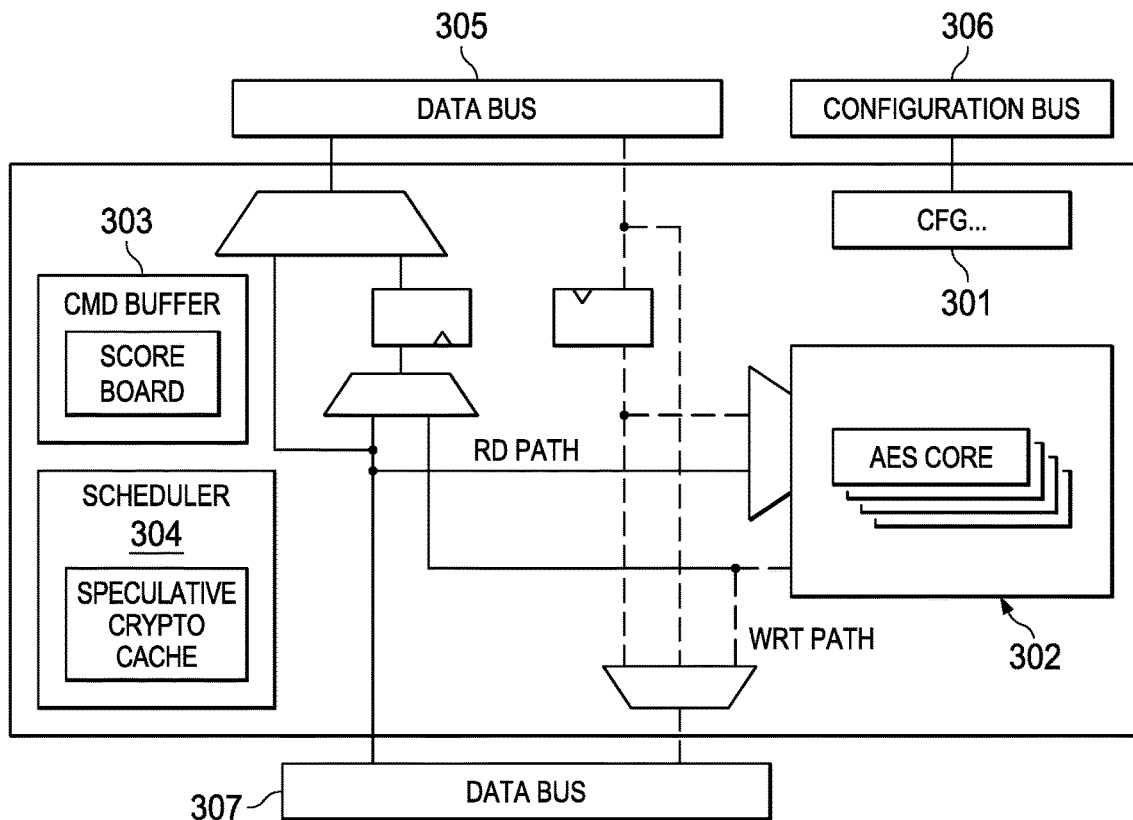 305
306
DATA BUS
CONFIGURATION BUS
303
CFG...
CMD BUFFER
301
SCORE
BOARD
RD PATH
AES CORE
SCHEDULER
304
SPECULATIVE
CRYPTO
CACHE
WRT PATH
302
307
DATA BUS